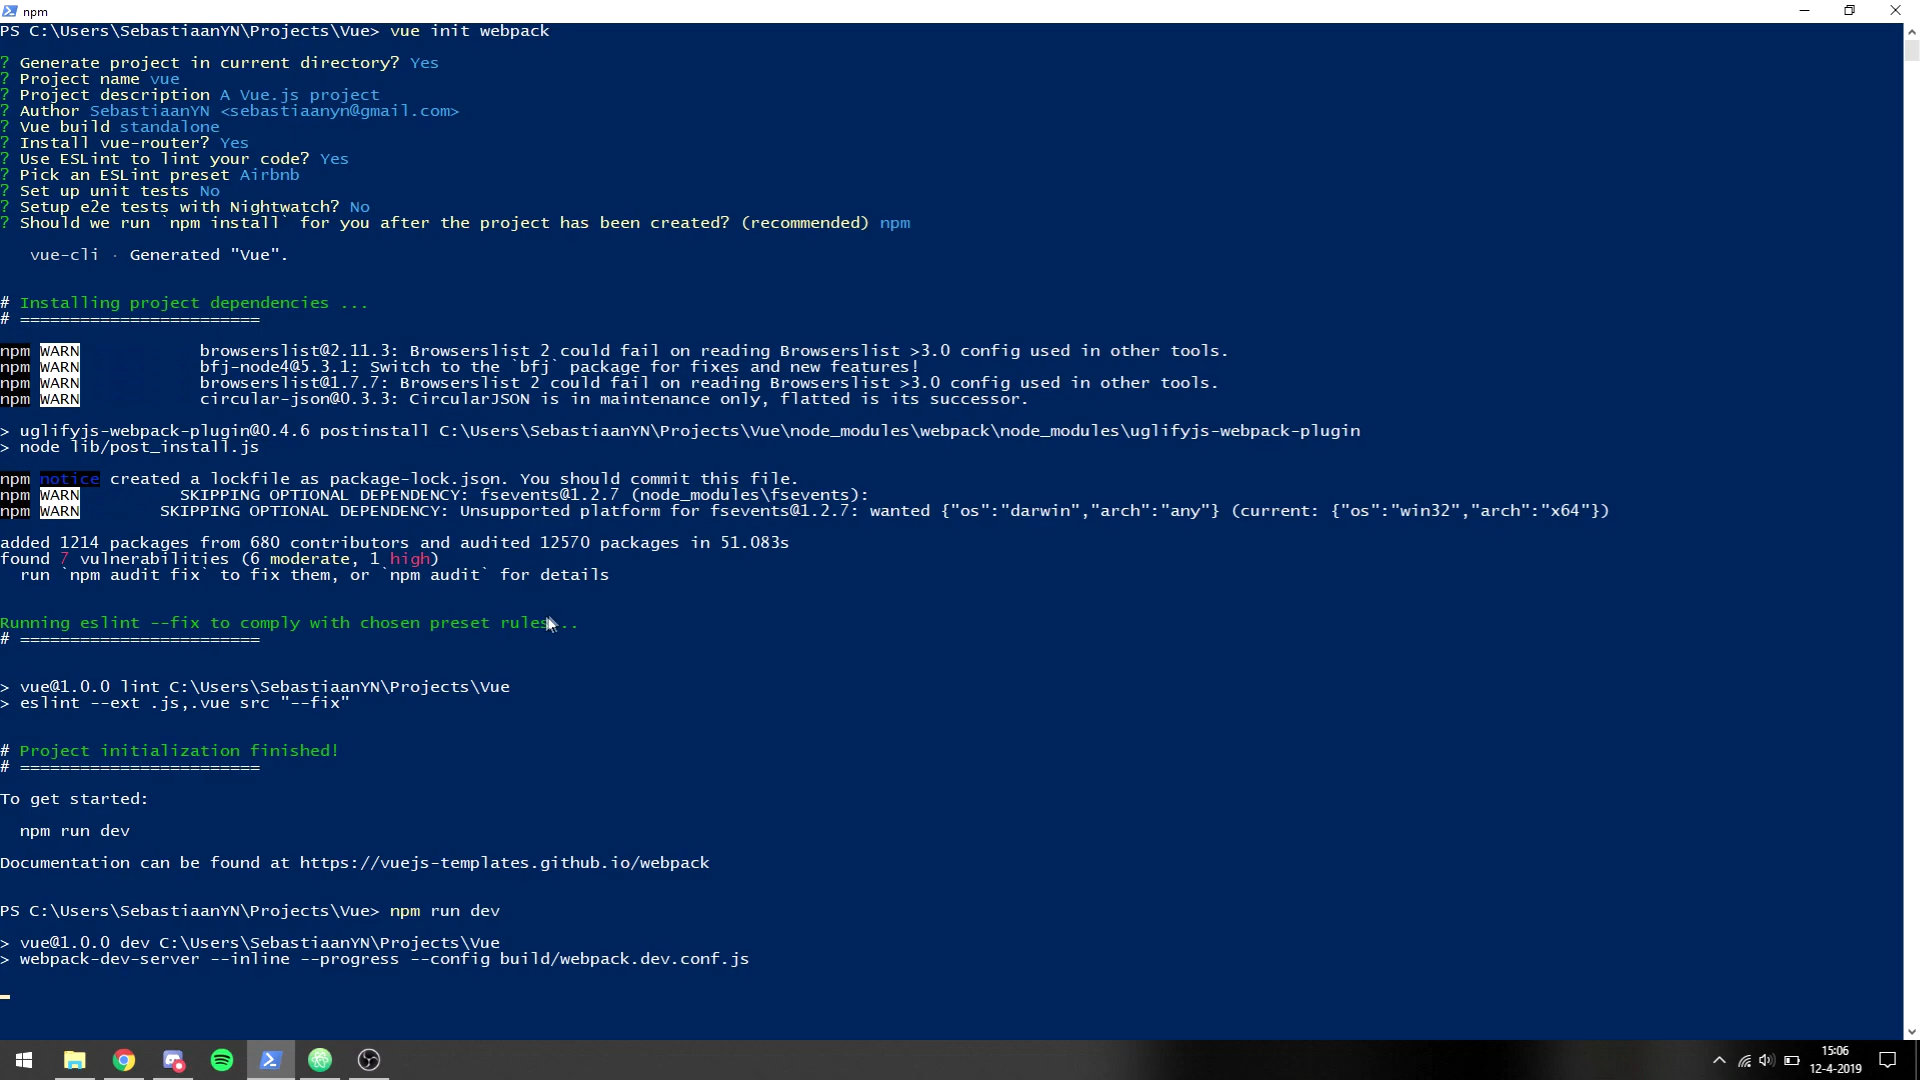 npm
PS C:\Users\SebastiaanYN\Projects\Vue> vue init webpack
? Generate project in current directory? Yes
? Project name vue
? Project description A Vue.js project
? Author SebastiaanYN <sebastiaanyn@gmail.com>
? Vue build standalone
? Install vue-router? Yes
? Use ESLint to lint your code? Yes
? Pick an ESLint preset Airbnb
? Set up unit tests No
? Setup e2e tests with Nightwatch? No
? Should we run `npm install` for you after the project has been created? (recommended) npm
vue-cli · Generated "Vue".
# Installing project dependencies ...
# ========================
npm WARN browserslist@2.11.3: Browserslist 2 could fail on reading Browserslist >3.0 config used in other tools.
npm WARN bfj-node4@5.3.1: Switch to the `bfj` package for fixes and new features!
npm WARN browserslist@1.7.7: Browserslist 2 could fail on reading Browserslist >3.0 config used in other tools.
npm WARN circular-json@0.3.3: CircularJSON is in maintenance only, flatted is its successor.
> uglifyjs-webpack-plugin@0.4.6 postinstall C:\Users\SebastiaanYN\Projects\Vue\node_modules\webpack\node_modules\uglifyjs-webpack-plugin
> node lib/post_install.js
npm notice created a lockfile as package-lock.json. You should commit this file.
npm WARN SKIPPING OPTIONAL DEPENDENCY: fsevents@1.2.7 (node_modules\fsevents):
npm WARN SKIPPING OPTIONAL DEPENDENCY: Unsupported platform for fsevents@1.2.7: wanted {"os":"darwin","arch":"any"} (current: {"os":"win32","arch":"x64"})
added 1214 packages from 680 contributors and audited 12570 packages in 51.083s
found 7 vulnerabilities (6 moderate, 1 high)
run `npm audit fix` to fix them, or `npm audit` for details
Running eslint --fix to comply with chosen preset rules...
# ========================
> vue@1.0.0 lint C:\Users\SebastiaanYN\Projects\Vue
> eslint --ext .js,.vue src "--fix"
# Project initialization finished!
# ========================
To get started:
npm run dev
Documentation can be found at https://vuejs-templates.github.io/webpack
PS C:\Users\SebastiaanYN\Projects\Vue> npm run dev
> vue@1.0.0 dev C:\Users\SebastiaanYN\Projects\Vue
> webpack-dev-server --inline --progress --config build/webpack.dev.conf.js
15:06
12-4-2019